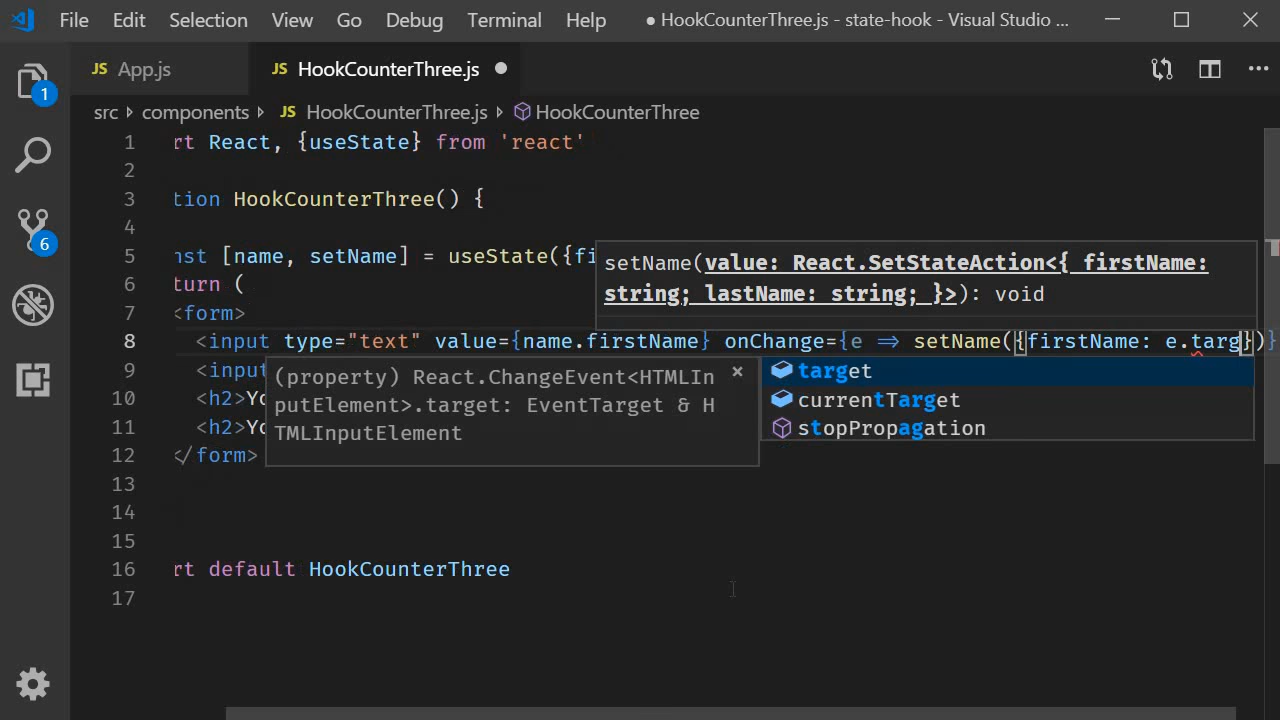 File Edit Selection View Go Debug Terminal Help ● HookCounterThree.js - state-hook - Visual Studio ...
JS App.js JS HookCounterThree.js
src components JS HookCounterThree.js HookCounterThree
1 rt React, {useState} from 'react'
2
3 tion HookCounterThree() {
4
5 nst [name, setName] = useState({fi
setName(value: React.SetStateAction<{ firstName:
string; lastName: string; }>): void
6 turn (
7 <form>
8 <input type="text" value={name.firstName} onChange={e => setName({firstName: e.targ})}
9 <input
10 <h2>Yo
11 <h2>Yo
12 </form>
(property) React.ChangeEvent<HTMLIn
putElement>.target: EventTarget & H
TMLInputElement
target
currentTarget
stopPropagation
13
14
15
16 rt default HookCounterThree
17
1
6